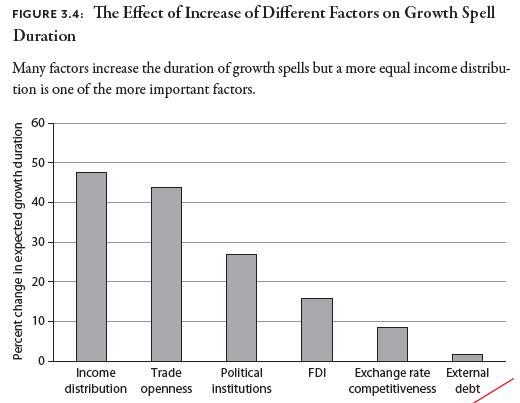 FIGURE 3.4: The Effect of Increase of Different Factors on Growth Spell
Duration
Many factors increase the duration of growth spells but a more equal income distribu-
tion is one of the more important factors.
Percent change in expected growth duration
60
50
40
30
20
10
0
Income
distribution
Trade
openness
Political
institutions
FDI
Exchange rate
competitiveness
External
debt